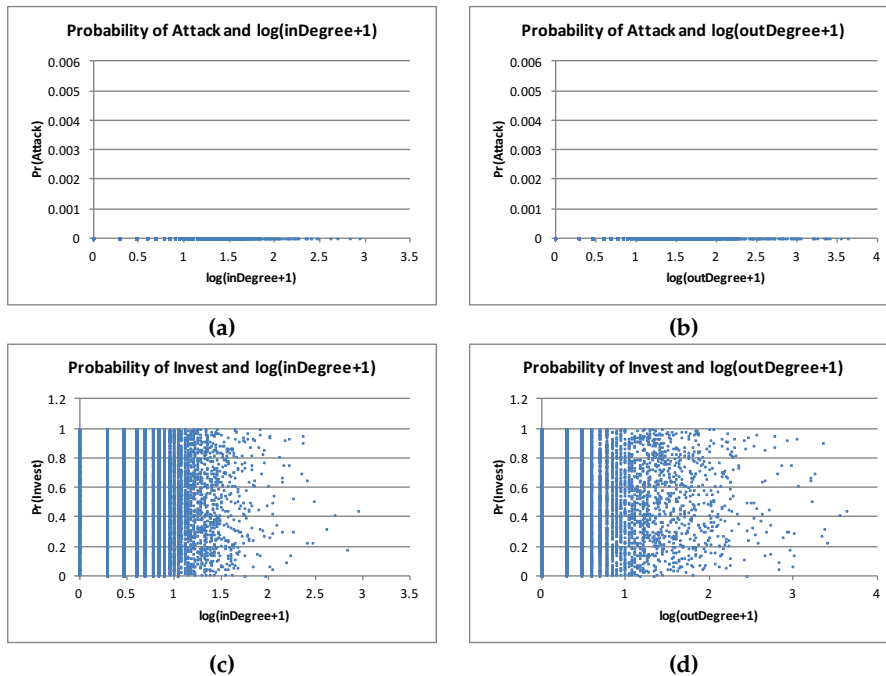 Probability of Attack and log(inDegree+1)
Pr(Attack)
0.006
0.005
0.004
0.003
0.002
0.001
0
0 0.5 1 1.5 2 2.5 3 3.5
log(inDegree+1)
(a)
Probability of Attack and log(outDegree+1)
Pr(Attack)
0.006
0.005
0.004
0.003
0.002
0.001
0
0 0.5 1 1.5 2 2.5 3 3.5 4
log(outDegree+1)
(b)
Probability of Invest and log(inDegree+1)
Pr(Invest)
1.2
1
0.8
0.6
0.4
0.2
0
0 0.5 1 1.5 2 2.5 3 3.5
log(inDegree+1)
(c)
Probability of Invest and log(outDegree+1)
Pr(Invest)
1.2
1
0.8
0.6
0.4
0.2
0
0 1 2 3 4
log(outDegree+1)
(d)